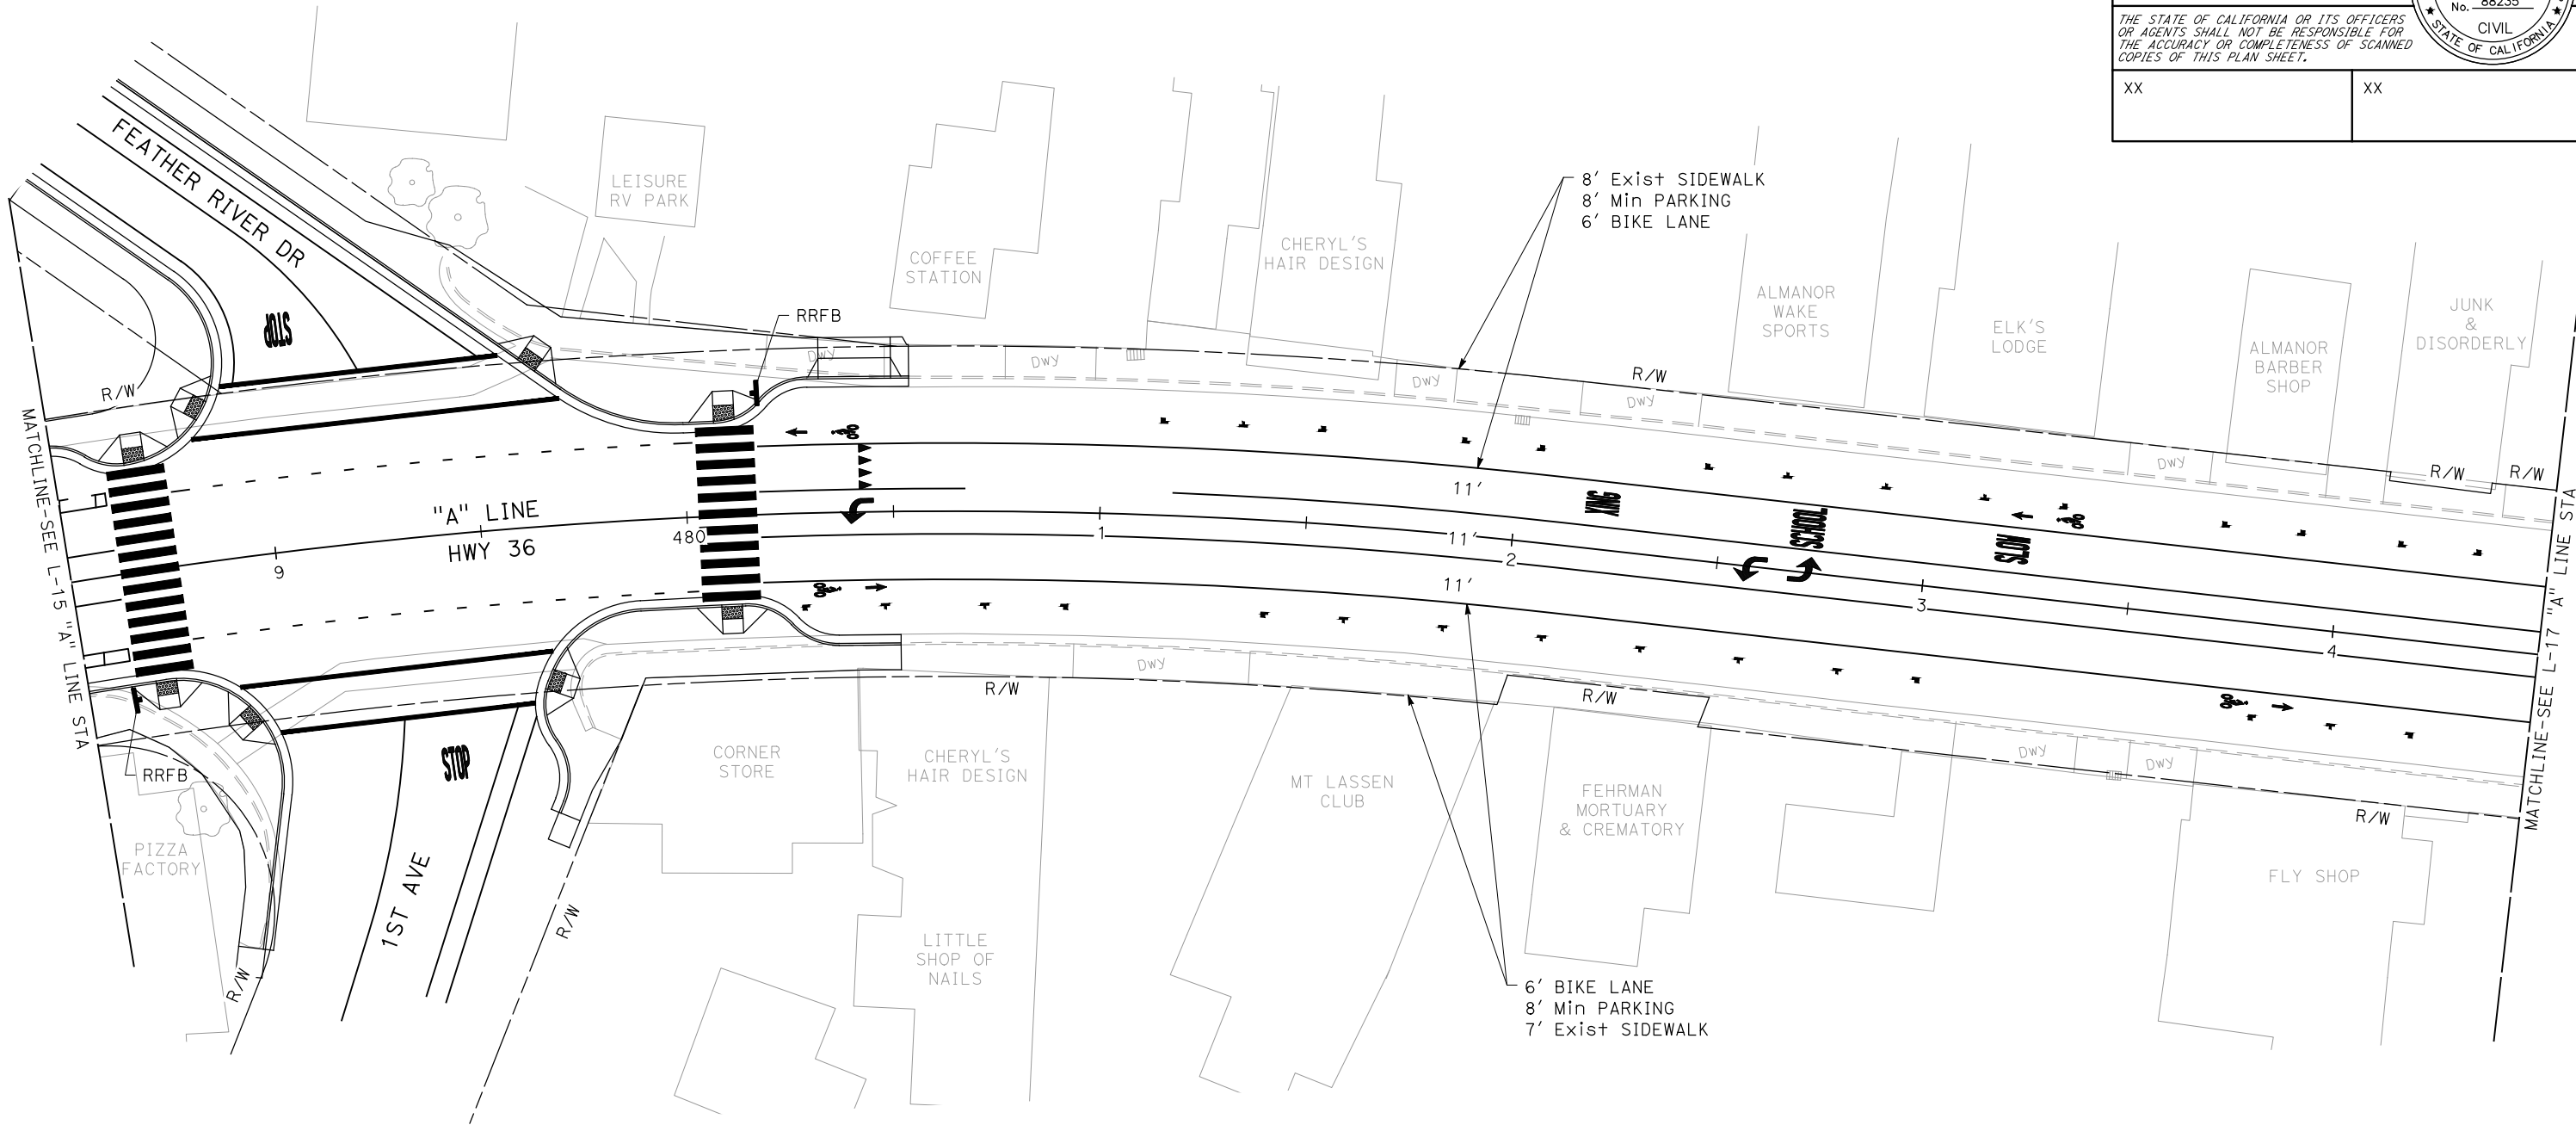 No. 88235
CIVIL
STATE OF CALIFORNIA
THE STATE OF CALIFORNIA OR ITS OFFICERS
OR AGENTS SHALL NOT BE RESPONSIBLE FOR
THE ACCURACY OR COMPLETENESS OF SCANNED
COPIES OF THIS PLAN SHEET.
XX
XX
FEATHER RIVER DR
STOP
R/W
MATCHLINE-SEE L-15 "A" LINE STA
LEISURE
RV PARK
RRFB
Dwy
COFFEE
STATION
Dwy
CHERYL'S
HAIR DESIGN
8' Exist SIDEWALK
8' Min PARKING
6' BIKE LANE
Dwy
R/W
Dwy
ALMANOR
WAKE
SPORTS
ELK'S
LODGE
ALMANOR
BARBER
SHOP
JUNK
&
DISORDERLY
Dwy
R/W
R/W
"A" LINE
HWY 36
9
480
1
2
3
4
11'
11'
11'
XING
SCHOOL
SLOW
MATCHLINE-SEE L-17 "A" LINE STA
RRFB
PIZZA
FACTORY
R/W
1ST AVE
STOP
R/W
CORNER
STORE
R/W
Dwy
CHERYL'S
HAIR DESIGN
LITTLE
SHOP OF
NAILS
MT LASSEN
CLUB
R/W
FEHRMAN
MORTUARY
& CREMATORY
6' BIKE LANE
8' Min PARKING
7' Exist SIDEWALK
Dwy
Dwy
R/W
FLY SHOP